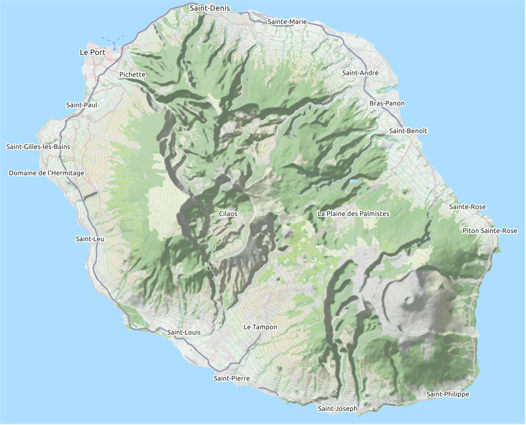 Saint-Denis
Sainte-Marie
Le Port
Pichette
Saint-André
Saint-Paul
Bras-Panon
Saint-Benoît
Saint-Gilles-les-Bains
Domaine de l'Hermitage
Sainte-Rose
Cilaos
La Plaine des Palmistes
Piton Sainte-Rose
Saint-Leu
Le Tampon
Saint-Louis
Saint-Pierre
Saint-Philippe
Saint-Joseph